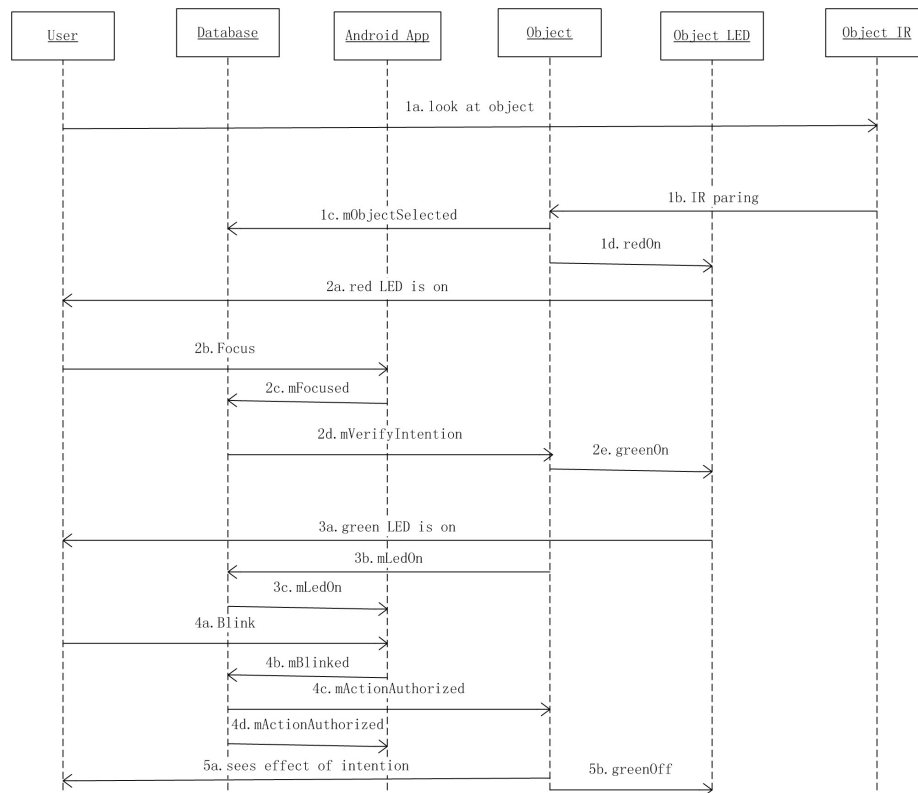 User
Database
Android App
Object
Object LED
Object IR
1a.look at object
1b.IR paring
1c.mObjectSelected
1d.redOn
2a.red LED is on
2b.Focus
2c.mFocused
2d.mVerifyIntention
2e.greenOn
3a.green LED is on
3b.mLedOn
3c.mLedOn
4a.Blink
4b.mBlinked
4c.mActionAuthorized
4d.mActionAuthorized
5a.sees effect of intention
5b.greenOff